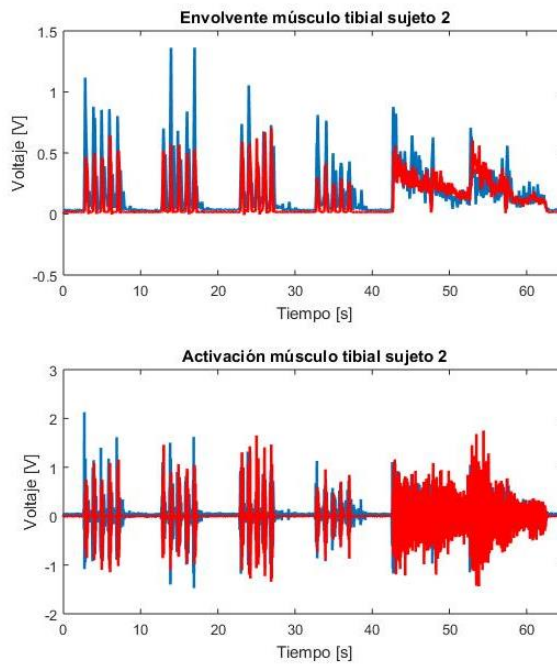 Envolvente músculo tibial sujeto 2
1.5
1
0.5
0
-0.5
Voltaje [V]
0 10 20 30 40 50 60
Tiempo [s]
Activación músculo tibial sujeto 2
3
2
1
0
-1
-2
Voltaje [V]
0 10 20 30 40 50 60
Tiempo [s]